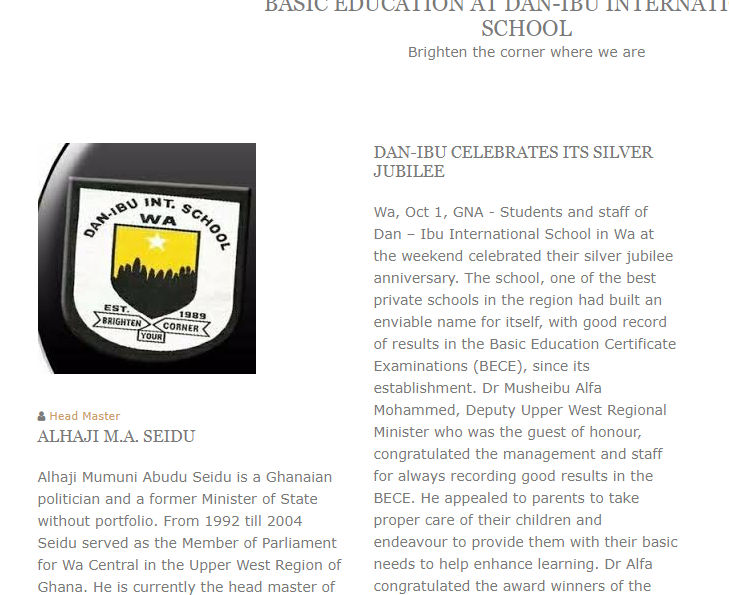 BASIC EDUCATION AT DAN-IBU INTERNATI
SCHOOL
Brighten the corner where we are
DAN-IBU INT. SCHOOL
WA
EST. 1989
BRIGHTEN
YOUR
CORNER
Head Master
ALHAJI M.A. SEIDU
Alhaji Mumuni Abudu Seidu is a Ghanaian
politician and a former Minister of State
without portfolio. From 1992 till 2004
Seidu served as the Member of Parliament
for Wa Central in the Upper West Region of
Ghana. He is currently the head master of
DAN-IBU CELEBRATES ITS SILVER
JUBILEE
Wa, Oct 1, GNA - Students and staff of
Dan – Ibu International School in Wa at
the weekend celebrated their silver jubilee
anniversary. The school, one of the best
private schools in the region had built an
enviable name for itself, with good record
of results in the Basic Education Certificate
Examinations (BECE), since its
establishment. Dr Musheibu Alfa
Mohammed, Deputy Upper West Regional
Minister who was the guest of honour,
congratulated the management and staff
for always recording good results in the
BECE. He appealed to parents to take
proper care of their children and
endeavour to provide them with their basic
needs to help enhance learning. Dr Alfa
congratulated the award winners of the